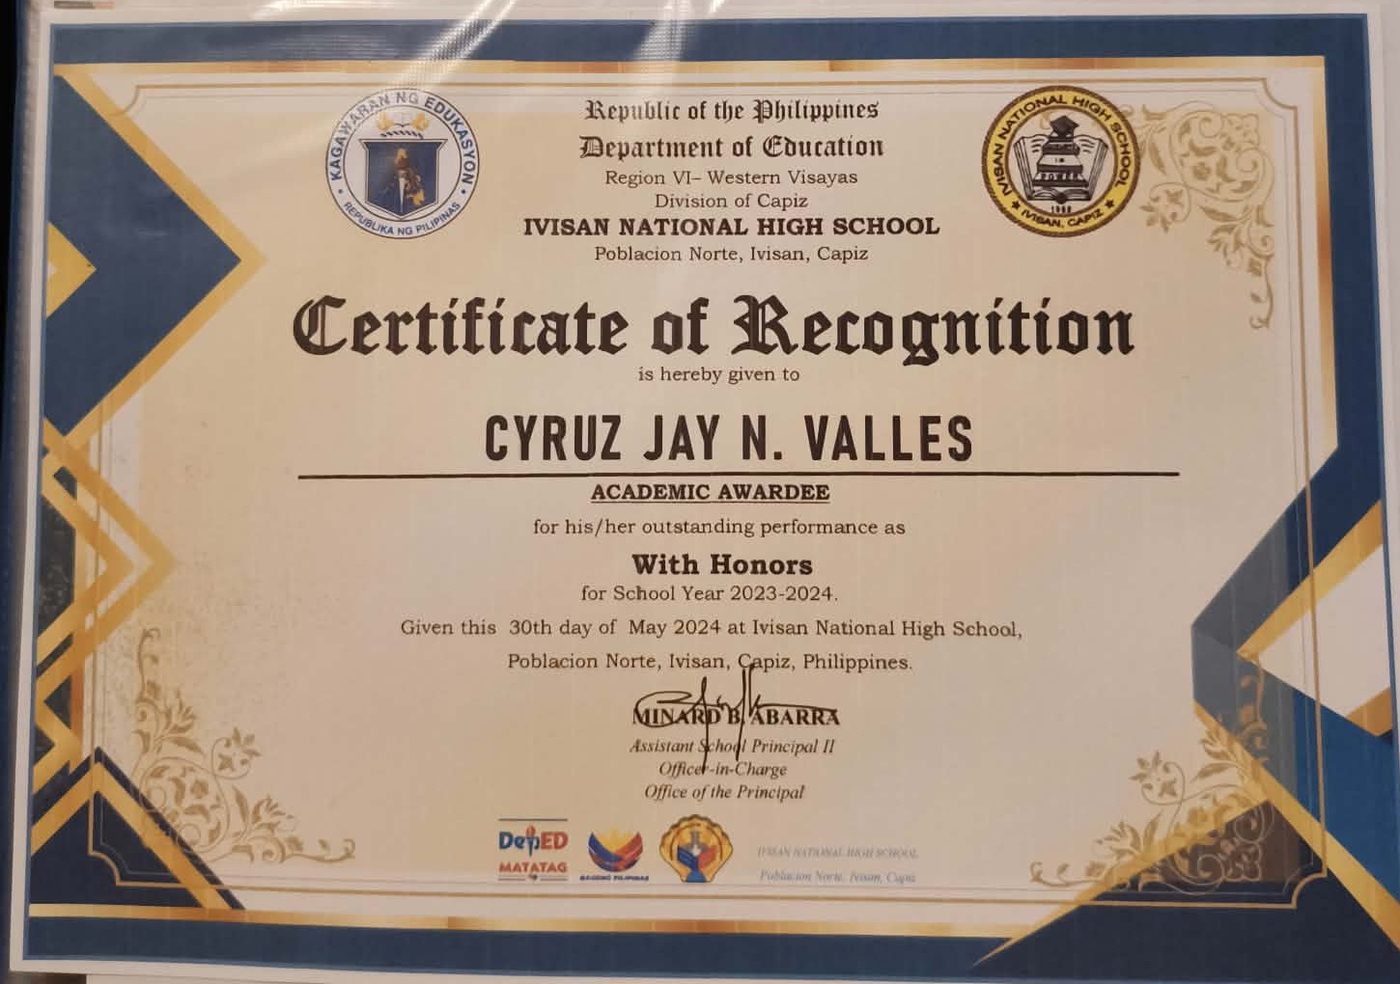 KAGAWARAN NG EDUKASYON
REPUBLIKA NG PILIPINAS
Republic of the Philippines
Department of Education
Region VI– Western Visayas
Division of Capiz
IVISAN NATIONAL HIGH SCHOOL
Poblacion Norte, Ivisan, Capiz
IVISAN NATIONAL HIGH SCHOOL
IN
POWER
IVISAN, CAPIZ
Certificate of Recognition
is hereby given to
CYRUZ JAY N. VALLES
ACADEMIC AWARDEE
for his/her outstanding performance as
With Honors
for School Year 2023-2024.
Given this 30th day of May 2024 at Ivisan National High School,
Poblacion Norte, Ivisan, Capiz, Philippines.
MINARD B. ABARRA
Assistant School Principal II
Officer-in-Charge
Office of the Principal
DepED
MATATAG
BAGONG PILIPINAS
IVISAN NATIONAL HIGH SCHOOL
Poblacion Norte, Ivisan, Capiz